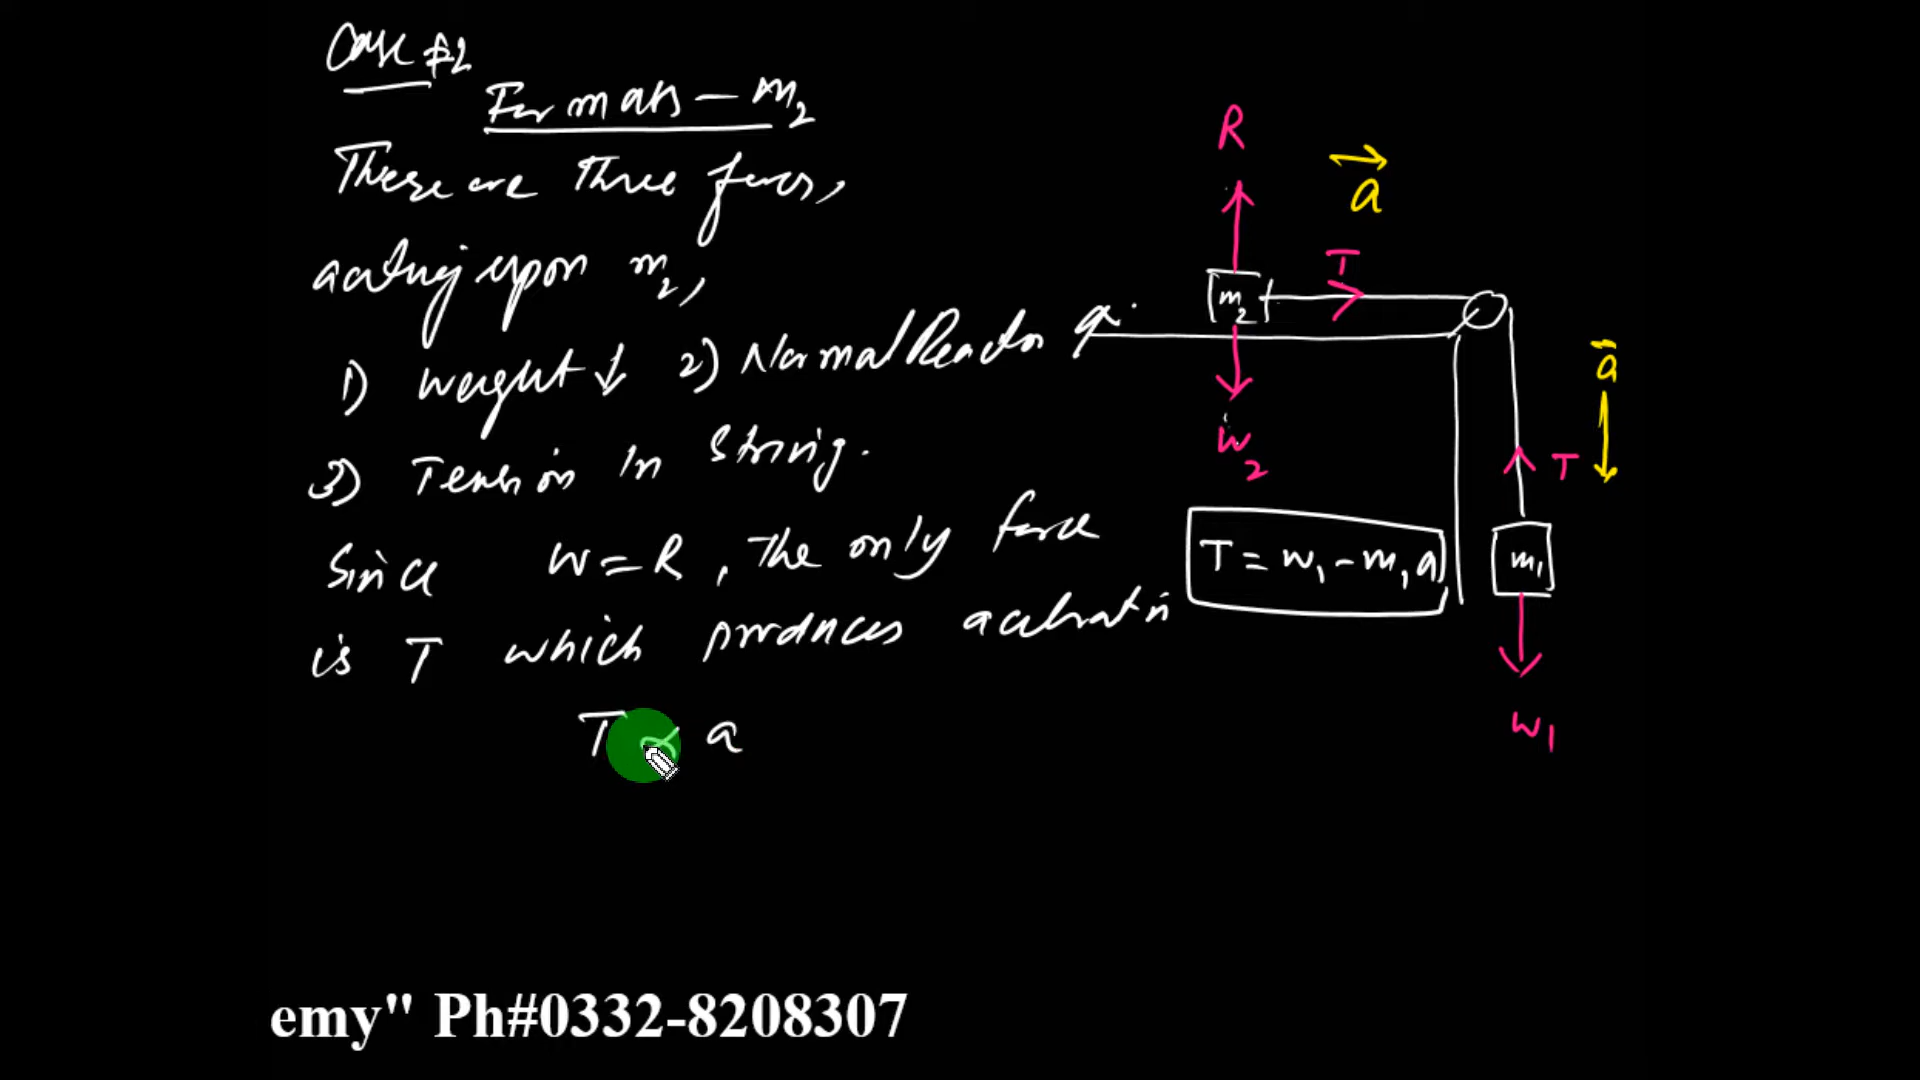 Case #2
For mass - m₂
There are three forces,
acting upon m₂,
1) Weight ↓ 2) Normal Reaction
3) Tension in String.
Since W = R, The only force
is T which produces acceleration
T ∝ a
R
a
T
m₂
W₂
a
T
T = w₁ - m₁a
m₁
W₁
emy" Ph#0332-8208307